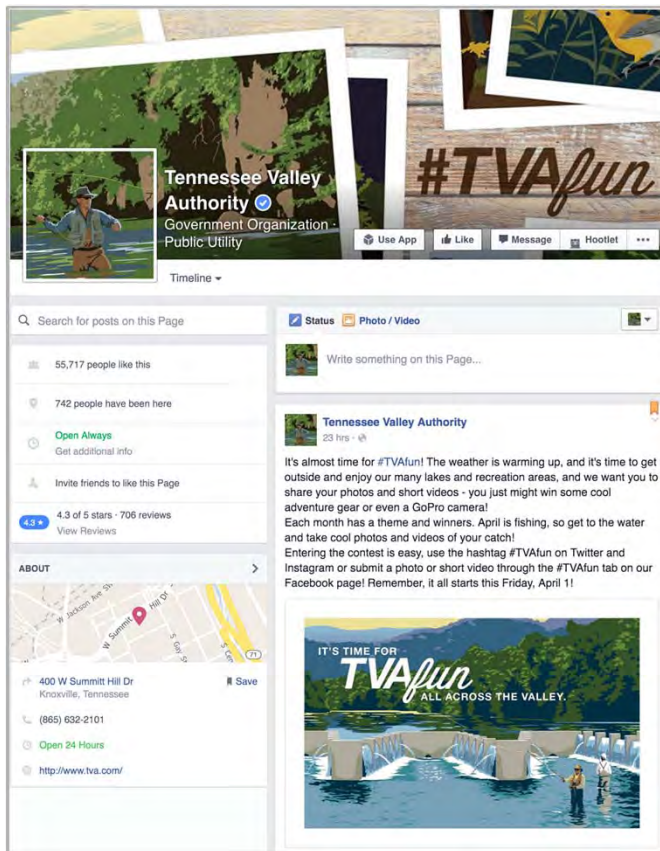 #TVAfun
Tennessee Valley
Authority
Government Organization ·
Public Utility
Use App
Like
Message
Hootlet
•••
Timeline
Search for posts on this Page
55,717 people like this
742 people have been here
Open Always
Get additional info
Invite friends to like this Page
4.3 ★
4.3 of 5 stars · 706 reviews
View Reviews
ABOUT
W Jackson Ave
W Summit Hill Dr
S Gay St
S Cen
71
400 W Summitt Hill Dr
Save
Knoxville, Tennessee
(865) 632-2101
Open 24 Hours
http://www.tva.com/
Status
Photo / Video
Write something on this Page...
Tennessee Valley Authority
23 hrs ·
It's almost time for #TVAfun! The weather is warming up, and it's time to get
outside and enjoy our many lakes and recreation areas, and we want you to
share your photos and short videos - you just might win some cool
adventure gear or even a GoPro camera!
Each month has a theme and winners. April is fishing, so get to the water
and take cool photos and videos of your catch!
Entering the contest is easy, use the hashtag #TVAfun on Twitter and
Instagram or submit a photo or short video through the #TVAfun tab on our
Facebook page! Remember, it all starts this Friday, April 1!
IT'S TIME FOR
TVAfun
ALL ACROSS THE VALLEY.